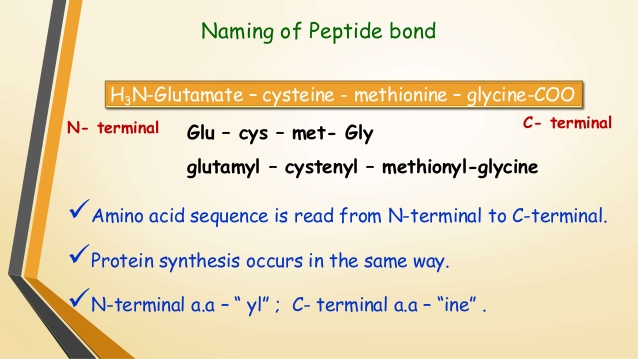 Naming of Peptide bond
H₃N-Glutamate – cysteine - methionine – glycine-COO
N- terminal
C- terminal
Glu – cys – met- Gly
glutamyl – cystenyl – methionyl-glycine
✓Amino acid sequence is read from N-terminal to C-terminal.
✓Protein synthesis occurs in the same way.
✓N-terminal a.a – “ yl” ; C- terminal a.a – “ine” .